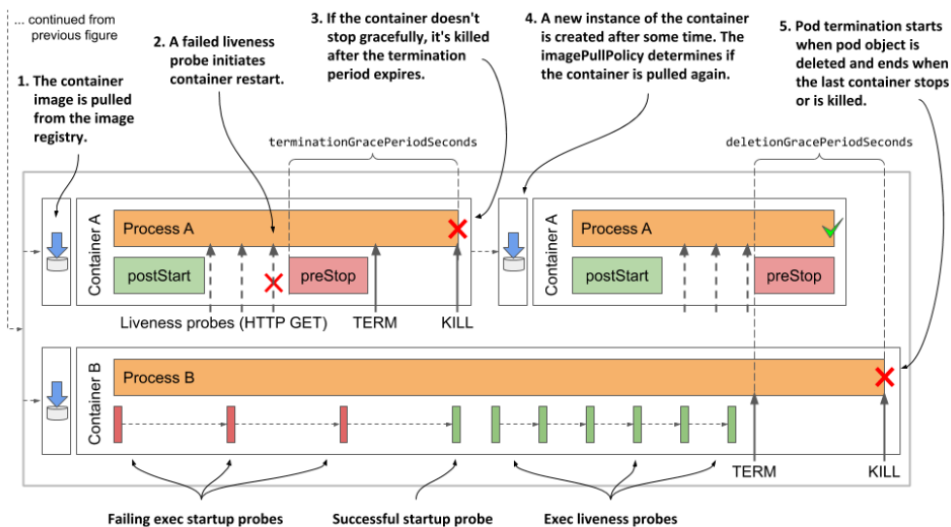 ... continued from
previous figure
1. The container
image is pulled
from the image
registry.
2. A failed liveness
probe initiates
container restart.
3. If the container doesn't
stop gracefully, it's killed
after the termination
period expires.
4. A new instance of the container
is created after some time. The
imagePullPolicy determines if
the container is pulled again.
5. Pod termination starts
when pod object is
deleted and ends when
the last container stops
or is killed.
terminationGracePeriodSeconds
deletionGracePeriodSeconds
Container A
Process A
postStart
preStop
Liveness probes (HTTP GET)
TERM
KILL
Container A
Process A
postStart
preStop
Container B
Process B
TERM
KILL
Failing exec startup probes
Successful startup probe
Exec liveness probes